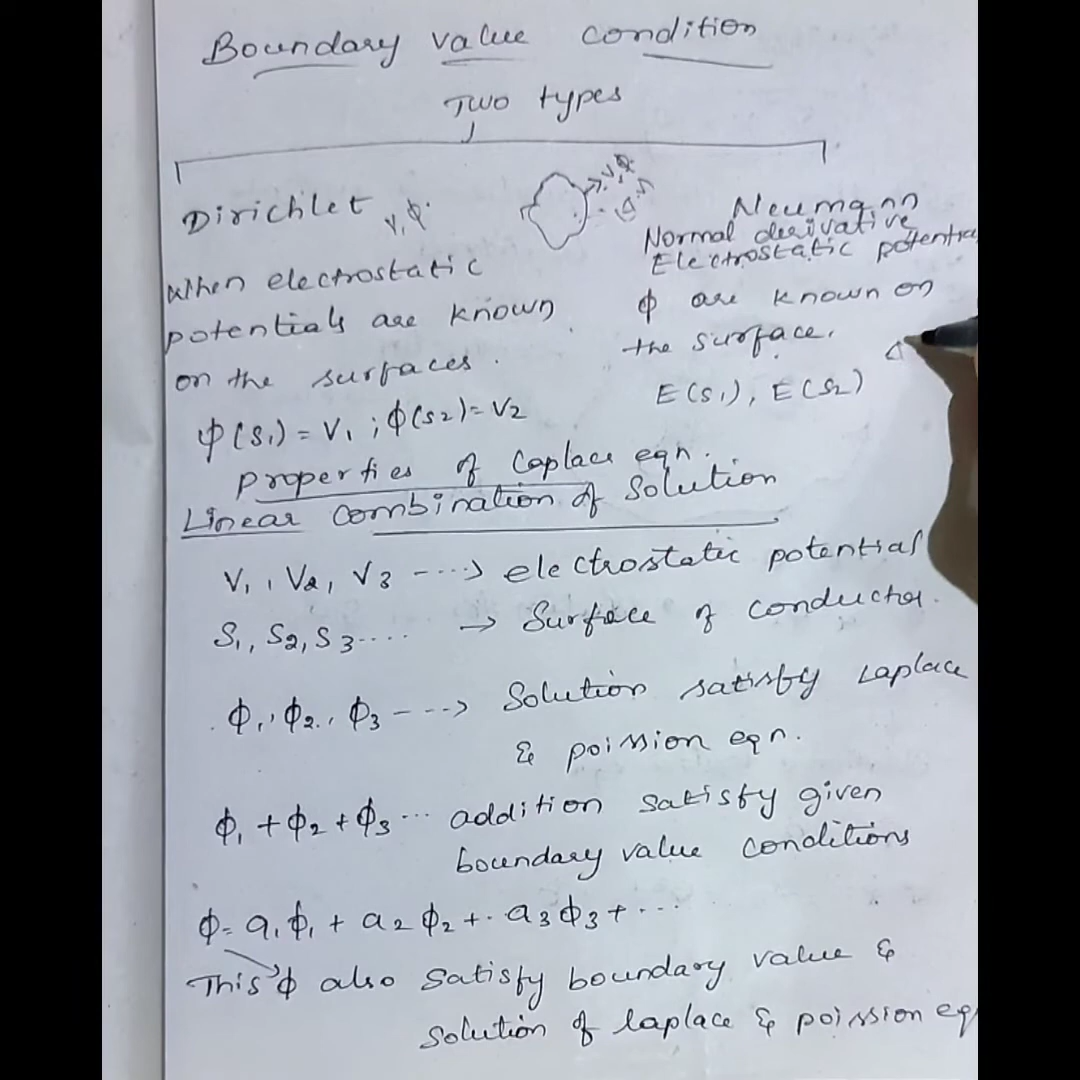 Boundary value condition
Two types
Dirichlet V, ϕ.
When electrostatic
potentials are known
on the surfaces.
ϕ(S1) = V1 ; ϕ(S2) = V2
Neumann
Normal derivative
Electrostatic potentia
ϕ are known on
the surface.
E(S1), E(S2)
properties of Laplace eqn.
Linear combination of solution
V1, V2, V3 ----> electrostatic potential
S1, S2, S3.... → Surface of conductor.
ϕ1, ϕ2, ϕ3 ----> Solution satisfy Laplace
& poission eqn.
ϕ1 + ϕ2 + ϕ3 ... addition satisfy given
boundary value conditions
ϕ = a1ϕ1 + a2ϕ2 + a3ϕ3 + ...
This ϕ also satisfy boundary value &
solution of laplace & poission eq